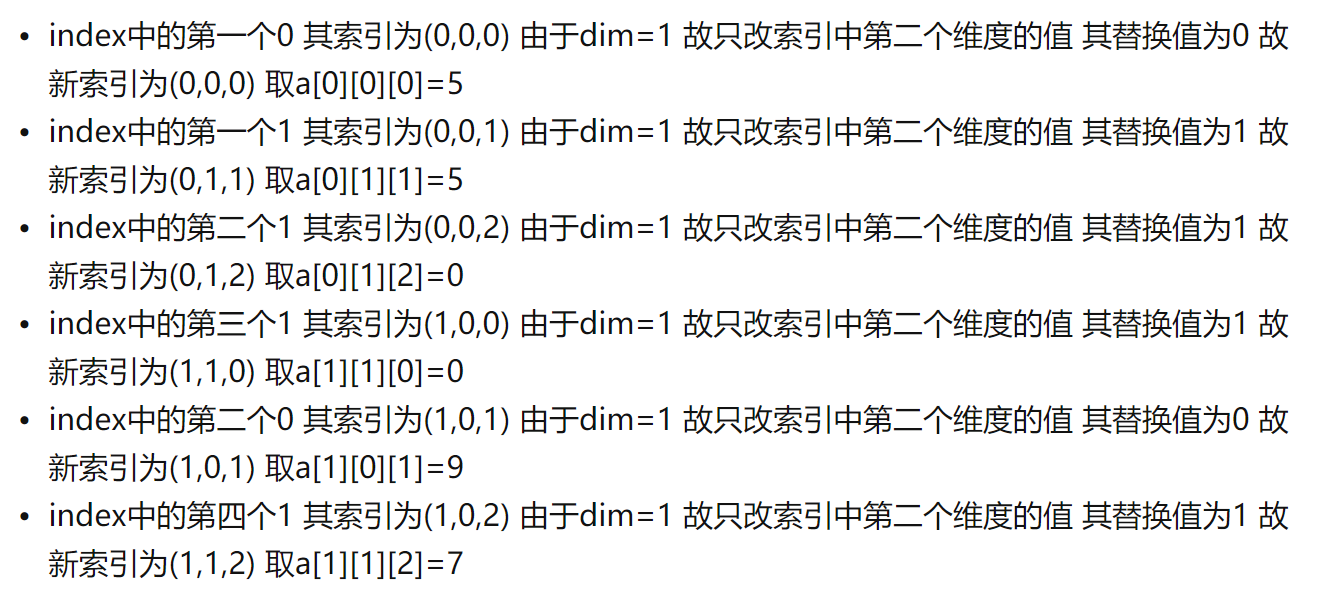 • index中的第一个0 其索引为(0,0,0) 由于dim=1 故只改索引中第二个维度的值 其替换值为0 故
新索引为(0,0,0) 取a[0][0][0]=5
• index中的第一个1 其索引为(0,0,1) 由于dim=1 故只改索引中第二个维度的值 其替换值为1 故
新索引为(0,1,1) 取a[0][1][1]=5
• index中的第二个1 其索引为(0,0,2) 由于dim=1 故只改索引中第二个维度的值 其替换值为1 故
新索引为(0,1,2) 取a[0][1][2]=0
• index中的第三个1 其索引为(1,0,0) 由于dim=1 故只改索引中第二个维度的值 其替换值为1 故
新索引为(1,1,0) 取a[1][1][0]=0
• index中的第二个0 其索引为(1,0,1) 由于dim=1 故只改索引中第二个维度的值 其替换值为0 故
新索引为(1,0,1) 取a[1][0][1]=9
• index中的第四个1 其索引为(1,0,2) 由于dim=1 故只改索引中第二个维度的值 其替换值为1 故
新索引为(1,1,2) 取a[1][1][2]=7